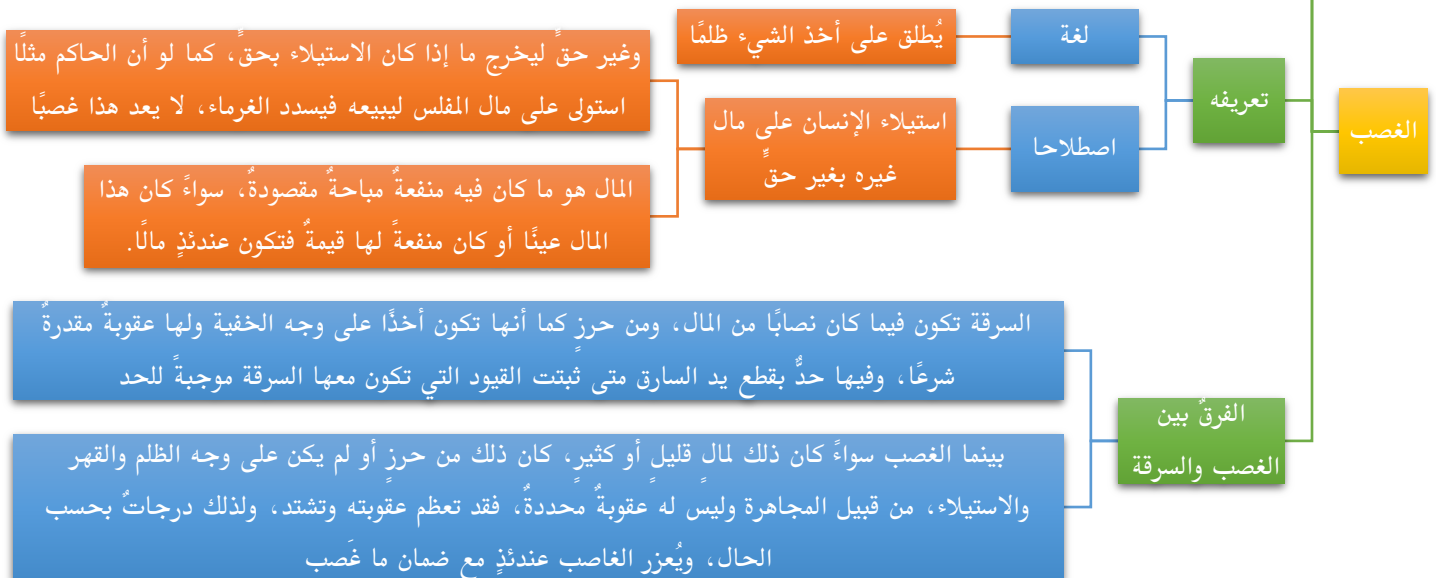 الغصب
تعريفه
لغة
يُطلق على أخذ الشيء ظلمًا
اصطلاحا
استيلاء الإنسان على مال
غيره بغير حقٍّ
وغير حقٍّ ليخرج ما إذا كان الاستيلاء بحقٍّ، كما لو أن الحاكم مثلًا
استولى على مال المفلس ليبيعه فيسدد الغرماء، لا يعد هذا غصبًا
المال هو ما كان فيه منفعةٌ مباحةٌ مقصودةٌ، سواءً كان هذا
المال عينًا أو كان منفعةً لها قيمةٌ فتكون عندئذٍ مالًا.
الفرقٌ بين
الغصب والسرقة
السرقة تكون فيما كان نصابًا من المال، ومن حرزٍ كما أنها تكون أخذًا على وجه الخفية ولها عقوبةٌ مقدرةٌ
شرعًا، وفيها حدٌّ بقطع يد السارق متى ثبتت القيود التي تكون معها السرقة موجبةً للحد
بينما الغصب سواءً كان ذلك لمالٍ قليلٍ أو كثيرٍ، كان ذلك من حرزٍ أو لم يكن على وجه الظلم والقهر
والاستيلاء، من قبيل المجاهرة وليس له عقوبةٌ محددةٌ، فقد تعظم عقوبته وتشتد، ولذلك درجاتٌ بحسب
الحال، ويُعزر الغاصب عندئذٍ مع ضمان ما غَصب